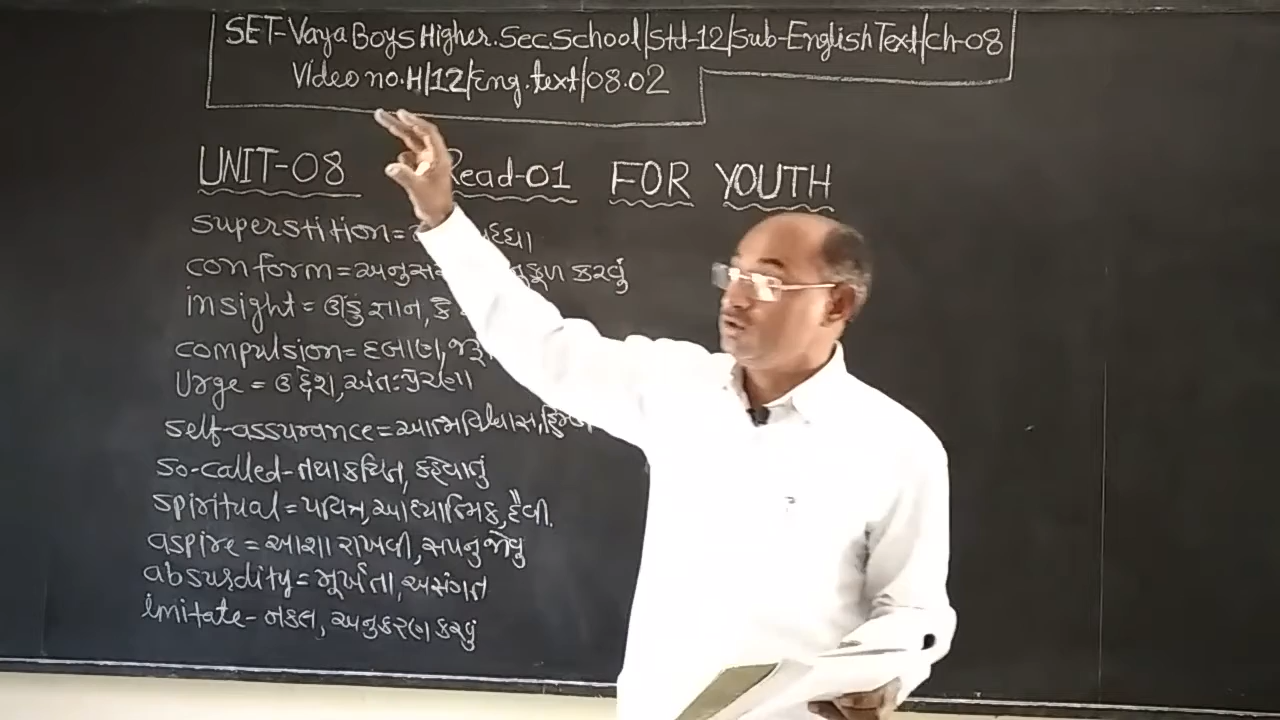 SET-Vaya Boys Higher.Sec.School/Std-12/Sub-English Text/Ch-08
Video no.H/12/Eng.text/08.02
UNIT-08 Read-01 FOR YOUTH
superstition=
conform=અનુસ કરવું
insight=ઊંડુ જ્ઞાન,
compulsion=દબાણ,
Urge=ઉદ્દેશ,અંતઃપ્રેરણા
self-assurance=આત્મવિશ્વાસ,
so-called-તથાકથિત, કહેવાનું
spiritual=પવિત્ર,આધ્યાત્મિક,દૈવી.
aspire=આશા રાખવી,સપનું જોવું
absurdity=મૂર્ખતા,અસંગત
imitate-નકલ,અનુકરણ કરવું